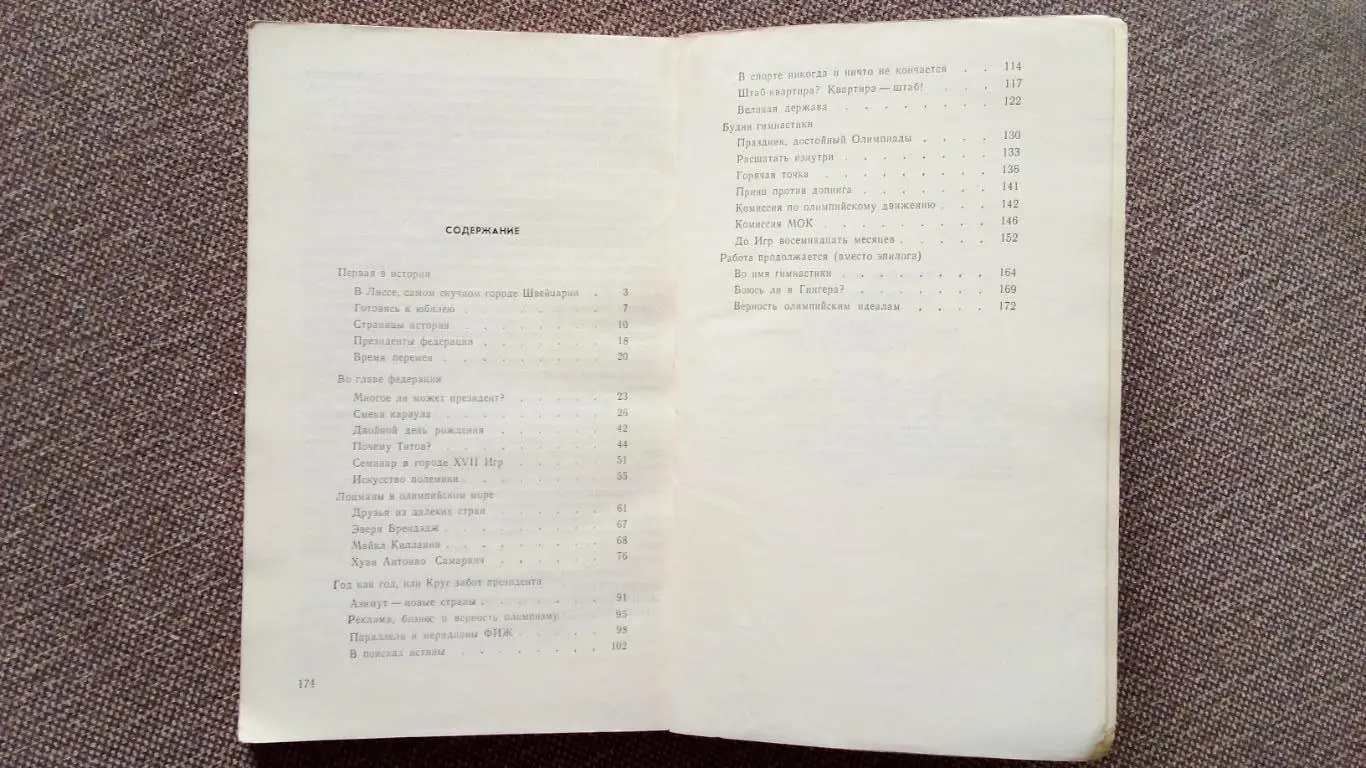 СОДЕРЖАНИЕ
Первая в истории
В Лиссе, самом скучном городе Швейцарии . 3
Готовясь к юбилею . . . . . . . . 7
Страницы истории . . . . . . . . 10
Президенты федерации . . . . . . . 18
Время перемен . . . . . . . . . 20
Во главе федерации
Многое ли может президент? . . . . . 23
Смена караула . . . . . . . . . 26
Двойной день рождения . . . . . . 42
Почему Титов? . . . . . . . . . 44
Семинар в городе XVII Игр . . . . . 51
Искусство полемики . . . . . . . . 55
Лоцманы в олимпийском море
Друзья из далеких стран . . . . . . 61
Эвери Брендэдж . . . . . . . . . 67
Майкл Килланин . . . . . . . . . 68
Хуан Антонио Самаранч . . . . . . 76
Год как год, или Круг забот президента
Азимут — новые страны . . . . . . . 91
Реклама, бизнес и верность олимпизму . . 95
Параллели и меридианы ФИЖ . . . . . 98
В поисках истины . . . . . . . . 102
174
В спорте никогда и ничто не кончается . . 114
Штаб-квартира? Квартира — штаб! . . . 117
Великая держава . . . . . . . . 122
Будни гимнастики
Праздник, достойный Олимпиады . . . . 130
Расшатать изнутри . . . . . . . . 133
Горячая точка . . . . . . . . . 136
Принц против допинга . . . . . . . 141
Комиссия по олимпийскому движению . . . 142
Комиссия МОК . . . . . . . . . 146
До Игр восемнадцать месяцев . . . . . 152
Работа продолжается (вместо эпилога)
Во имя гимнастики . . . . . . . . 164
Боюсь ли я Гингера? . . . . . . . 169
Верность олимпийским идеалам . . . . 172